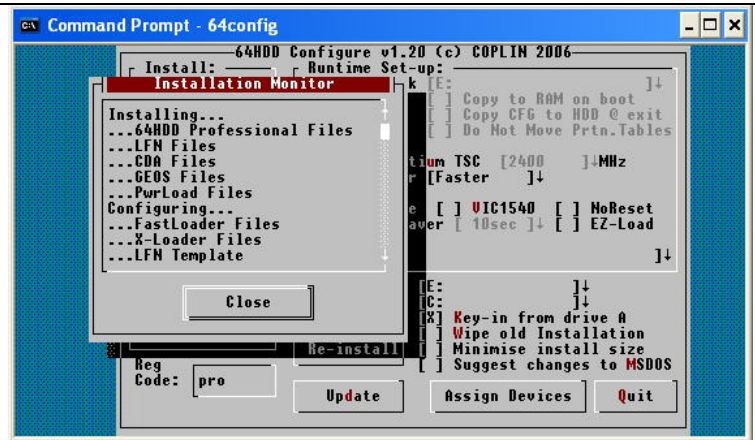 Command Prompt - 64config
64HDD Configure v1.20 (c) COPLIN 2006
Install: Runtime Set-up:
Installation Monitor
Installing...
...64HDD Professional Files
...LFN Files
...CDA Files
...GEOS Files
...PwrLoad Files
Configuring...
...FastLoader Files
...X-Loader Files
...LFN Template
Close
k [E: ]↓
[ ] Copy to RAM on boot
[ ] Copy CFG to HDD @ exit
[ ] Do Not Move Prtn.Tables
tium TSC [2400 ]↓MHz
r [Faster ]↓
e [ ] VIC1540 [ ] NoReset
aver [ 10sec ]↓ [ ] EZ-Load
]↓
[E: ]↓
[C: ]↓
[X] Key-in from drive A
[ ] Wipe old Installation
Re-install [ ] Minimise install size
[ ] Suggest changes to MSDOS
Reg
Code: pro
Update Assign Devices Quit